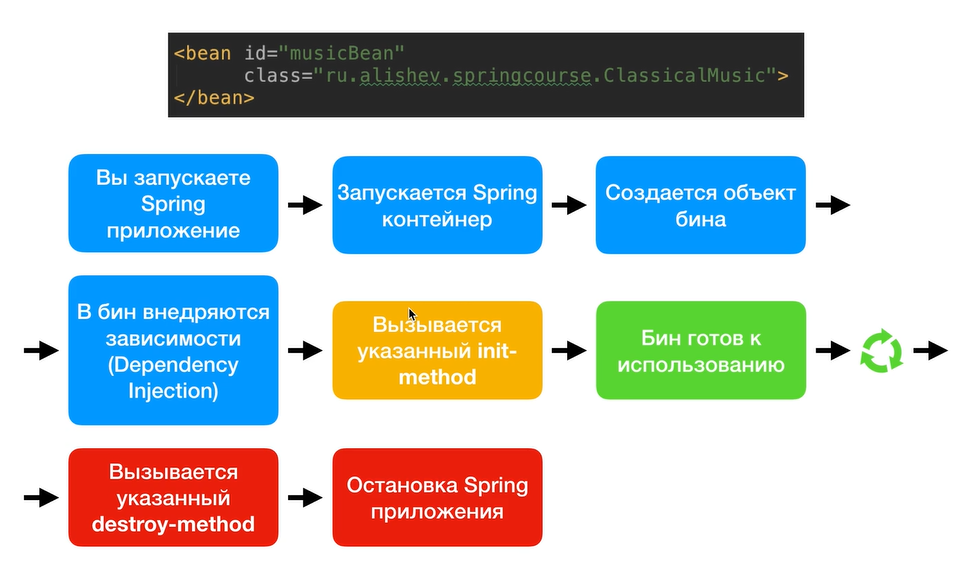 <bean id="musicBean"
class="ru.alishev.springcourse.ClassicalMusic">
</bean>
Вы запускаете
Spring
приложение
Запускается Spring
контейнер
Создается объект
бина
В бин внедряются
зависимости
(Dependency
Injection)
Вызывается
указанный init-
method
Бин готов к
использованию
Вызывается
указанный
destroy-method
Остановка Spring
приложения